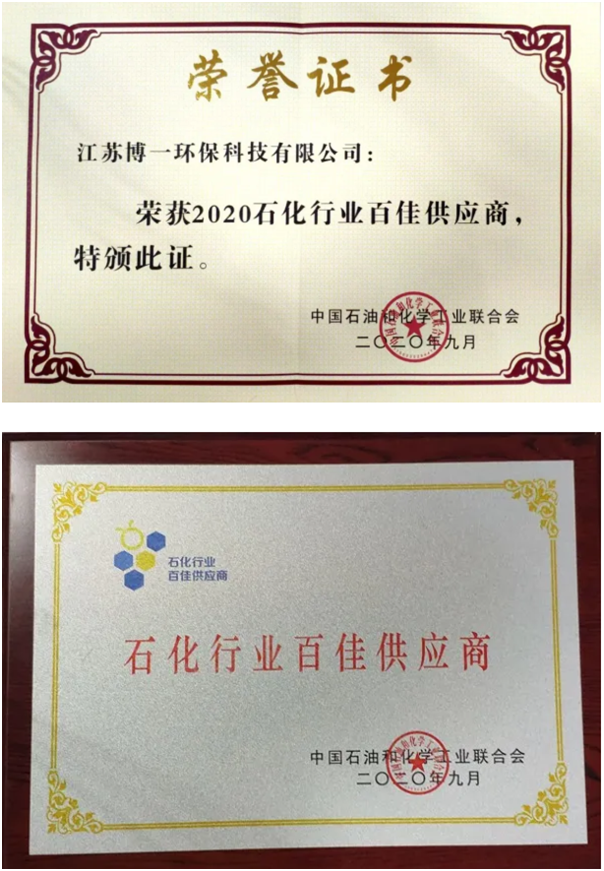 荣誉证书
江苏博一环保科技有限公司：
荣获2020石化行业百佳供应商，
特颁此证。
中国石油和化学工业联合会
二〇二〇年九月
石化行业
百佳供应商
石化行业百佳供应商
中国石油和化学工业联合会
二〇二〇年九月